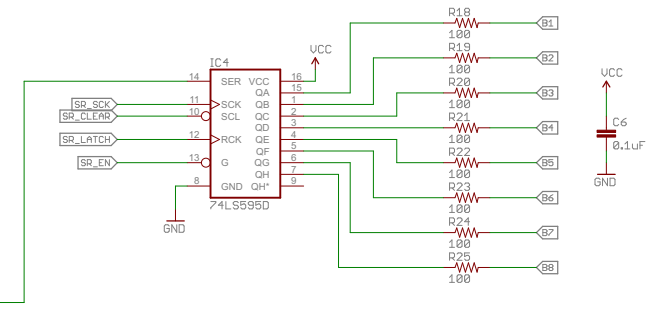 R18
100
B1
R19
100
B2
R20
100
B3
R21
100
B4
R22
100
B5
R23
100
B6
R24
100
B7
R25
100
B8
IC4
VCC
14 SER VCC 16
QA 15
SR_SCK 11 SCK QB 1
SR_CLEAR 10 SCL QC 2
QD 3
SR_LATCH 12 RCK QE 4
QF 5
SR_EN 13 G QG 6
QH 7
8 GND QH* 9
74LS595D
GND
VCC
C6
0.1uF
GND